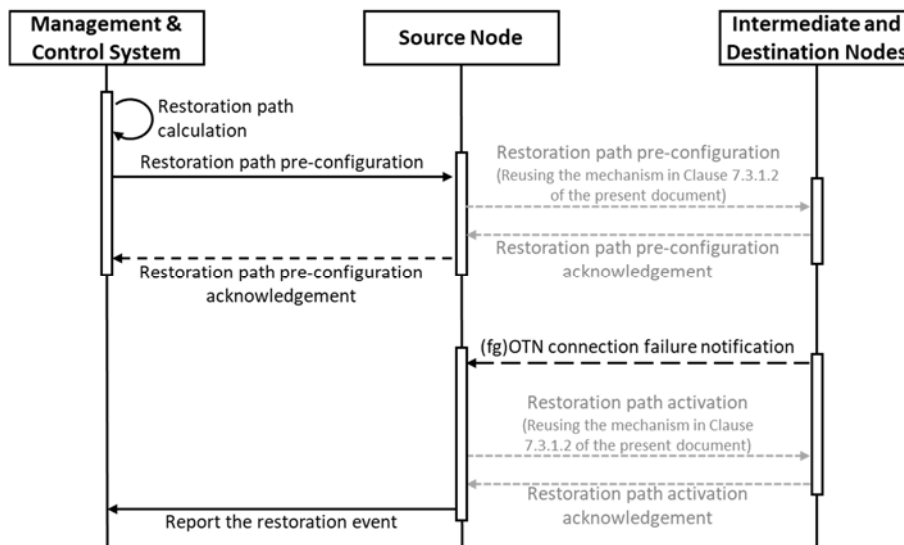 Management &
Control System
Source Node
Intermediate and
Destination Nodes
Restoration path
calculation
Restoration path pre-configuration
Restoration path pre-configuration
(Reusing the mechanism in Clause 7.3.1.2
of the present document)
Restoration path pre-configuration
acknowledgement
Restoration path pre-configuration
acknowledgement
(fg)OTN connection failure notification
Restoration path activation
(Reusing the mechanism in Clause
7.3.1.2 of the present document)
Restoration path activation
acknowledgement
Report the restoration event